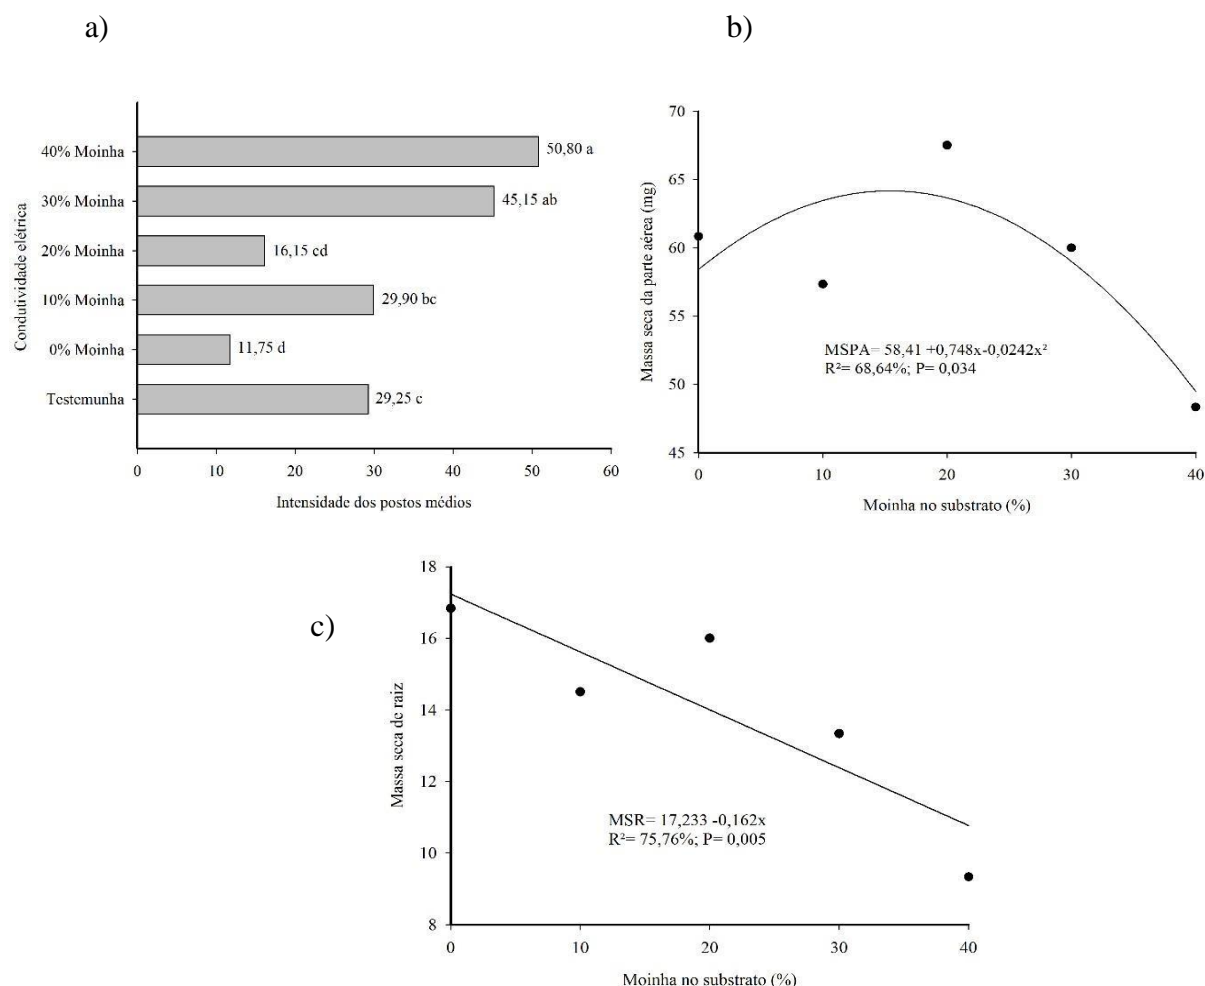 a)
40% Moinha
50,80 a
30% Moinha
45,15 ab
20% Moinha
16,15 cd
10% Moinha
29,90 bc
0% Moinha
11,75 d
Testemunha
29,25 c
Condutividade elétrica
0 10 20 30 40 50 60
Intensidade dos postos médios
b)
70
65
60
55
50
45
Massa seca da parte aérea (mg)
MSPA= 58,41 +0,748x-0,0242x²
R²= 68,64%; P= 0,034
0 10 20 30 40
Moinha no substrato (%)
c)
18
16
14
12
10
8
Massa seca de raiz
MSR= 17,233 -0,162x
R²= 75,76%; P= 0,005
0 10 20 30 40
Moinha no substrato (%)